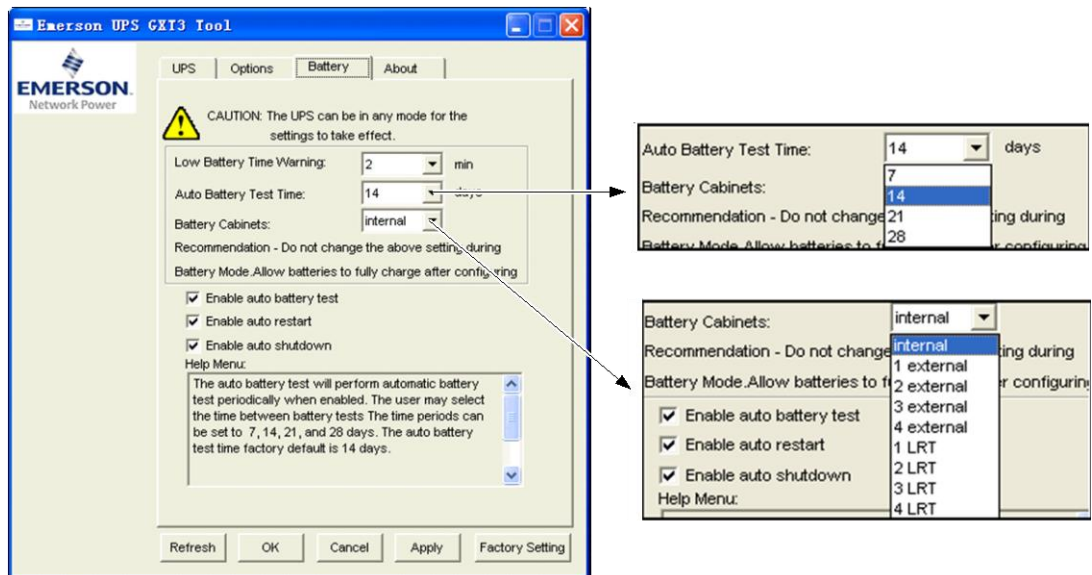 Emerson UPS GXT3 Tool
EMERSON.
Network Power
UPS
Options
Battery
About
CAUTION: The UPS can be in any mode for the
settings to take effect.
Low Battery Time Warning:
2
min
Auto Battery Test Time:
14
days
Battery Cabinets:
internal
Recommendation - Do not change the above setting during
Battery Mode.Allow batteries to fully charge after configuring
Enable auto battery test
Enable auto restart
Enable auto shutdown
Help Menu:
The auto battery test will perform automatic battery
test periodically when enabled. The user may select
the time between battery tests The time periods can
be set to 7, 14, 21, and 28 days. The auto battery
test time factory default is 14 days.
Refresh
OK
Cancel
Apply
Factory Setting
Auto Battery Test Time:
14
days
7
14
21
28
Battery Cabinets:
Recommendation - Do not change
ing during
Battery Mode.Allow batteries to f
er configuring
Battery Cabinets:
internal
internal
1 external
2 external
3 external
4 external
1 LRT
2 LRT
3 LRT
4 LRT
Recommendation - Do not change
ting during
Battery Mode.Allow batteries to f
r configuring
Enable auto battery test
Enable auto restart
Enable auto shutdown
Help Menu: